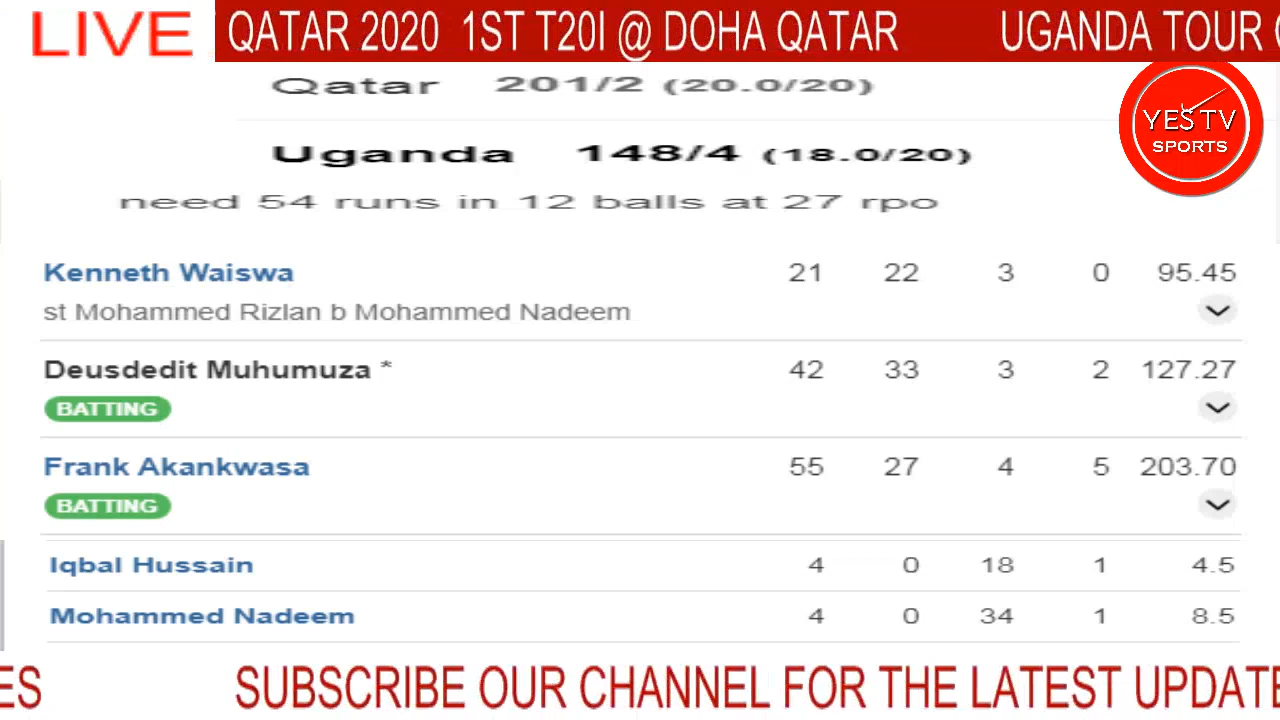 LIVE QATAR 2020 1ST T20I @ DOHA QATAR UGANDA TOUR
Qatar 201/2 (20.0/20)
YES TV
SPORTS
Uganda 148/4 (18.0/20)
need 54 runs in 12 balls at 27 rpo
Kenneth Waiswa 21 22 3 0 95.45
st Mohammed Rizlan b Mohammed Nadeem
Deusdedit Muhumuza * 42 33 3 2 127.27
BATTING
Frank Akankwasa 55 27 4 5 203.70
BATTING
Iqbal Hussain 4 0 18 1 4.5
Mohammed Nadeem 4 0 34 1 8.5
ES SUBSCRIBE OUR CHANNEL FOR THE LATEST UPDATE